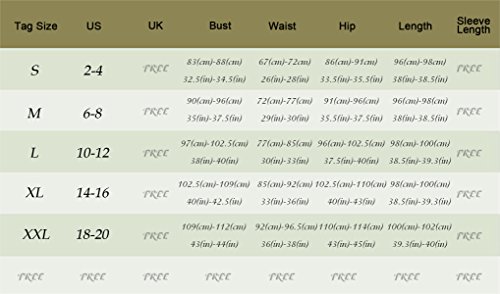 Tag Size US UK Bust Waist Hip Length Sleeve Length
S 2-4 FREE 83(cm)-88(cm) 67(cm)-72(cm) 86(cm)-91(cm) 96(cm)-98(cm) FREE
32.5(in)-34.5(in) 26(in)-28(in) 33.5(in)-35.5(in) 38(in)-38.5(in)
M 6-8 FREE 90(cm)-96(cm) 72(cm)-77(cm) 91(cm)-96(cm) 96(cm)-98(cm) FREE
35(in)-37.5(in) 29(in)-30(in) 35.5(in)-37.5(in) 38(in)-38.5(in)
L 10-12 FREE 97(cm)-102.5(cm) 77(cm)-85(cm) 96(cm)-102.5(cm) 98(cm)-100(cm) FREE
38(in)-40(in) 30(in)-33(in) 37.5(in)-40(in) 38.5(in)-39.3(in)
XL 14-16 FREE 102.5(cm)-109(cm) 85(cm)-92(cm) 102.5(cm)-110(cm) 98(cm)-100(cm) FREE
40(in)-42.5(in) 33(in)-36(in) 40(in)-43(in) 38.5(in)-39.3(in)
XXL 18-20 FREE 109(cm)-112(cm) 92(cm)-96.5(cm) 110(cm)-114(cm) 100(cm)-102(cm) FREE
43(in)-44(in) 36(in)-38(in) 43(in)-45(in) 39.3(in)-40(in)
FREE FREE FREE FREE FREE FREE FREE FREE